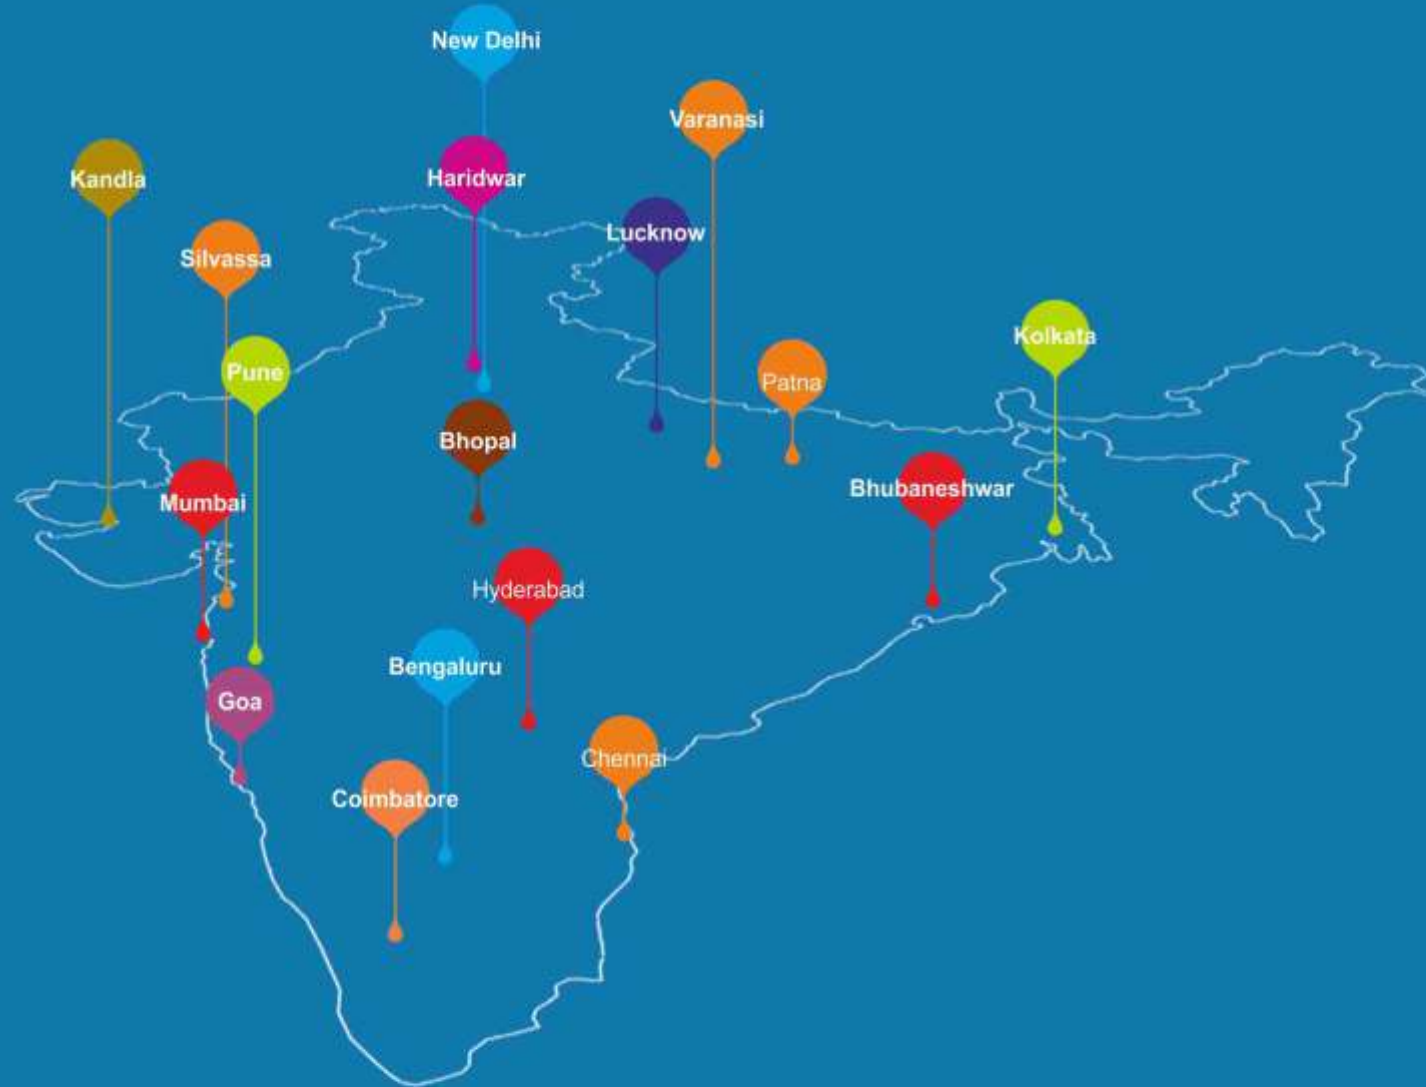 New Delhi
Varanasi
Kandla
Haridwar
Lucknow
Silvassa
Kolkata
Pune
Patna
Bhopal
Mumbai
Bhubaneshwar
Hyderabad
Bengaluru
Goa
Chennai
Coimbatore